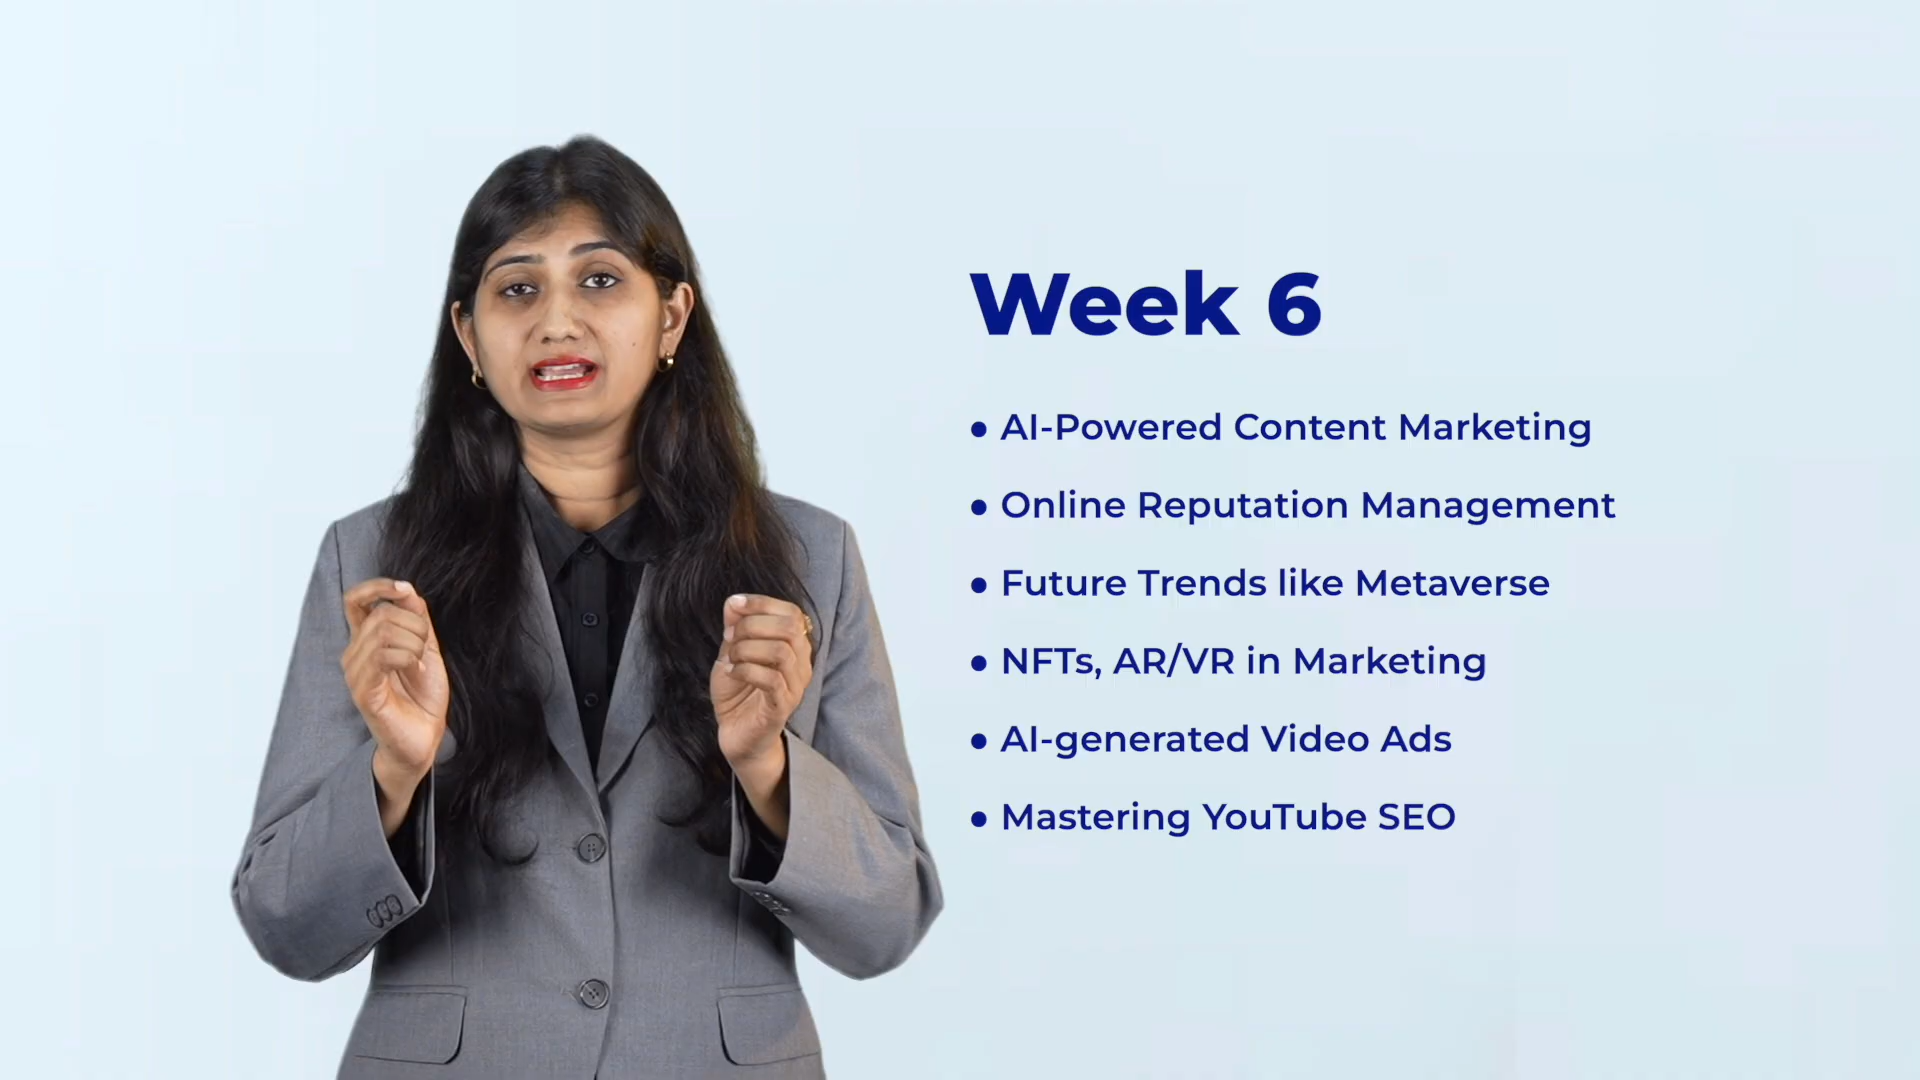 Week 6
• AI-Powered Content Marketing
• Online Reputation Management
• Future Trends like Metaverse
• NFTs, AR/VR in Marketing
• AI-generated Video Ads
• Mastering YouTube SEO